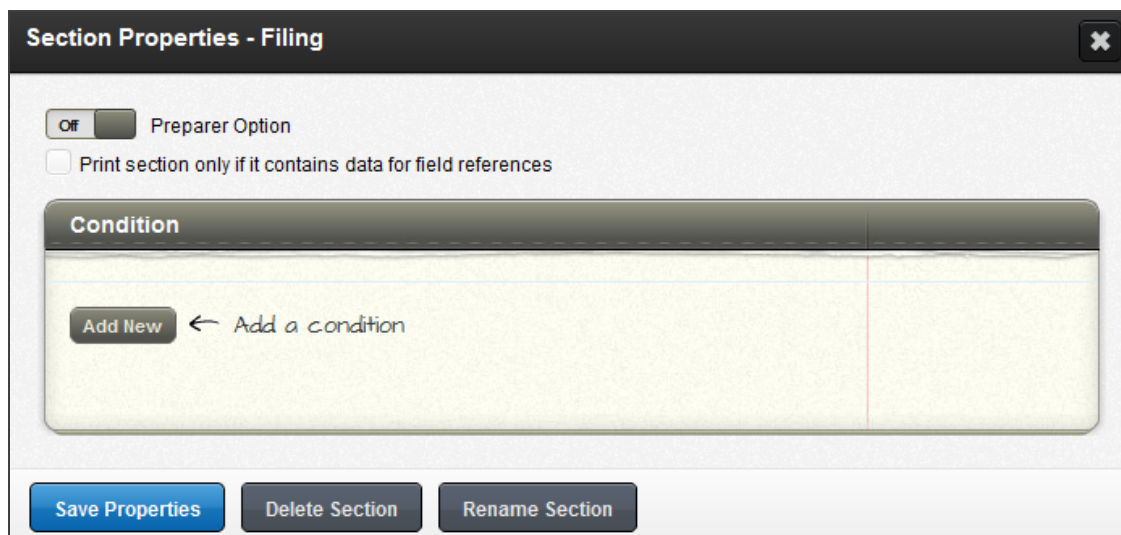 Section Properties - Filing
Off Preparer Option
Print section only if it contains data for field references
Condition
Add New Add a condition
Save Properties Delete Section Rename Section